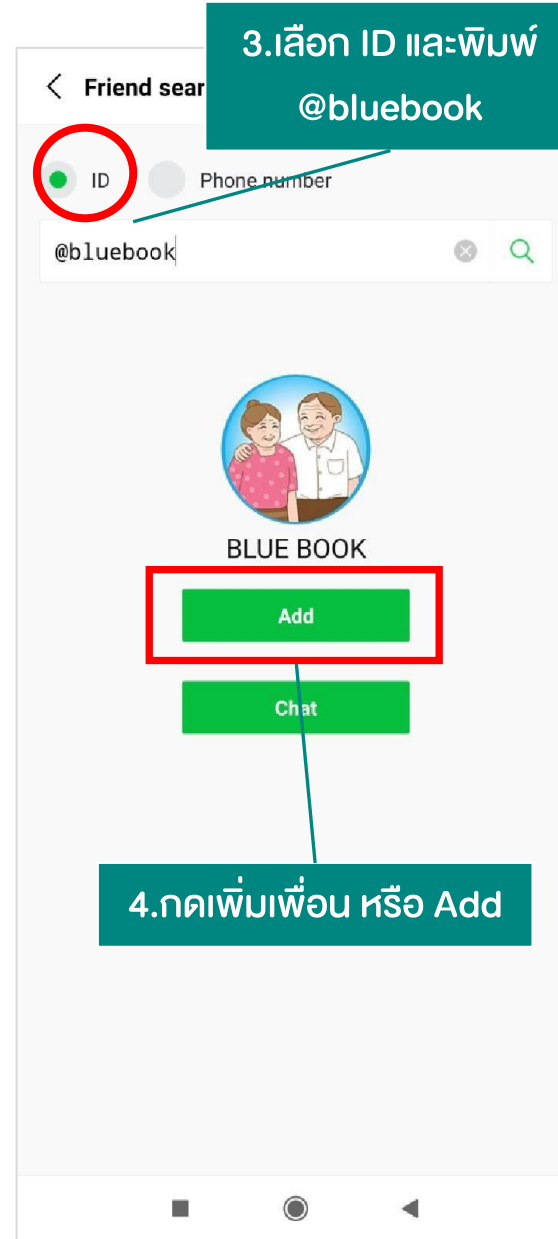 3.เลือก ID และพิมพ์
@bluebook
Friend sear
ID
Phone number
@bluebook
BLUE BOOK
Add
Chat
4.กดเพิ่มเพื่อน หรือ Add